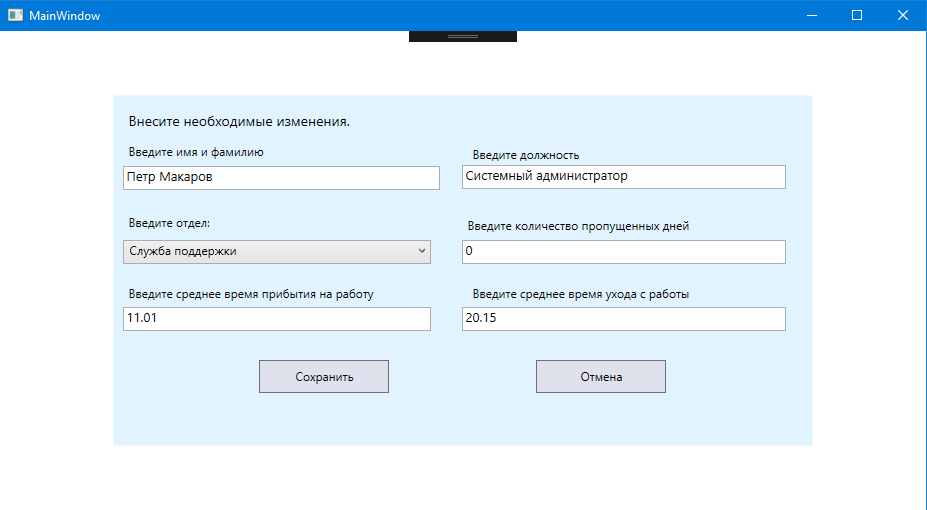 MainWindow
Внесите необходимые изменения.
Введите имя и фамилию
Введите должность
Петр Макаров
Системный администратор
Введите отдел:
Введите количество пропущенных дней
Служба поддержки
0
Введите среднее время прибытия на работу
Введите среднее время ухода с работы
11.01
20.15
Сохранить
Отмена